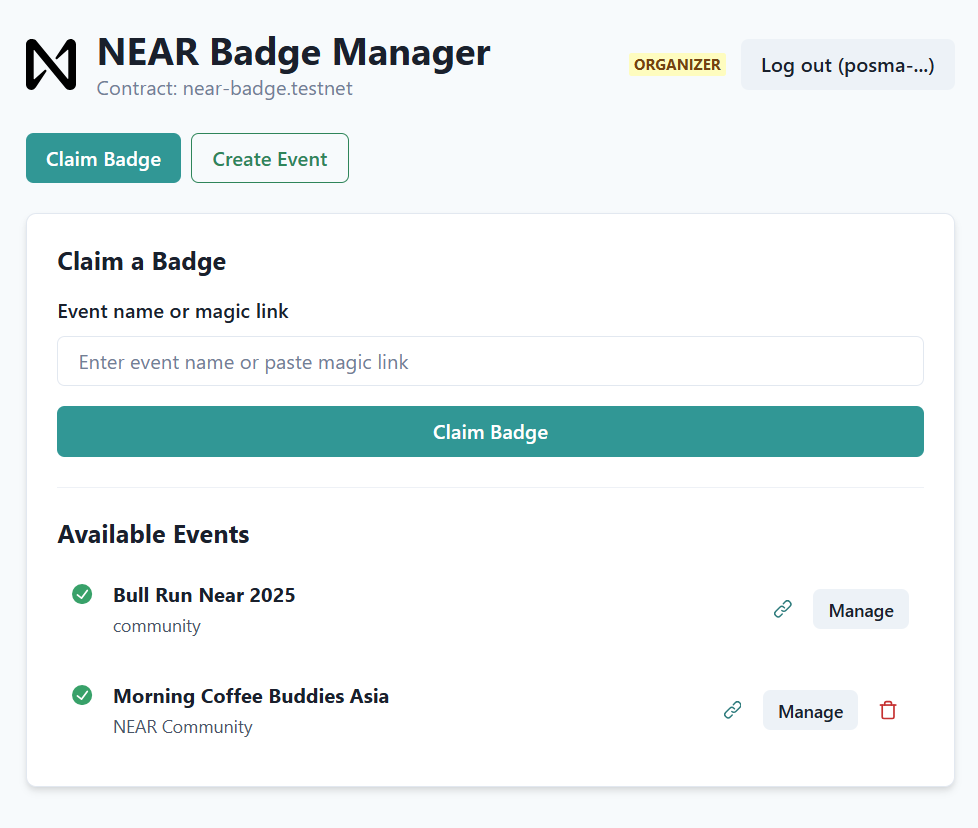 NEAR Badge Manager
Contract: near-badge.testnet
ORGANIZER
Log out (posma-...)
Claim Badge
Create Event
Claim a Badge
Event name or magic link
Enter event name or paste magic link
Claim Badge
Available Events
Bull Run Near 2025
community
Manage
Morning Coffee Buddies Asia
NEAR Community
Manage